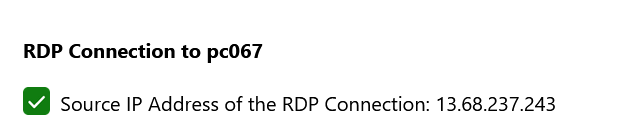 RDP Connection to pc067
Source IP Address of the RDP Connection: 13.68.237.243